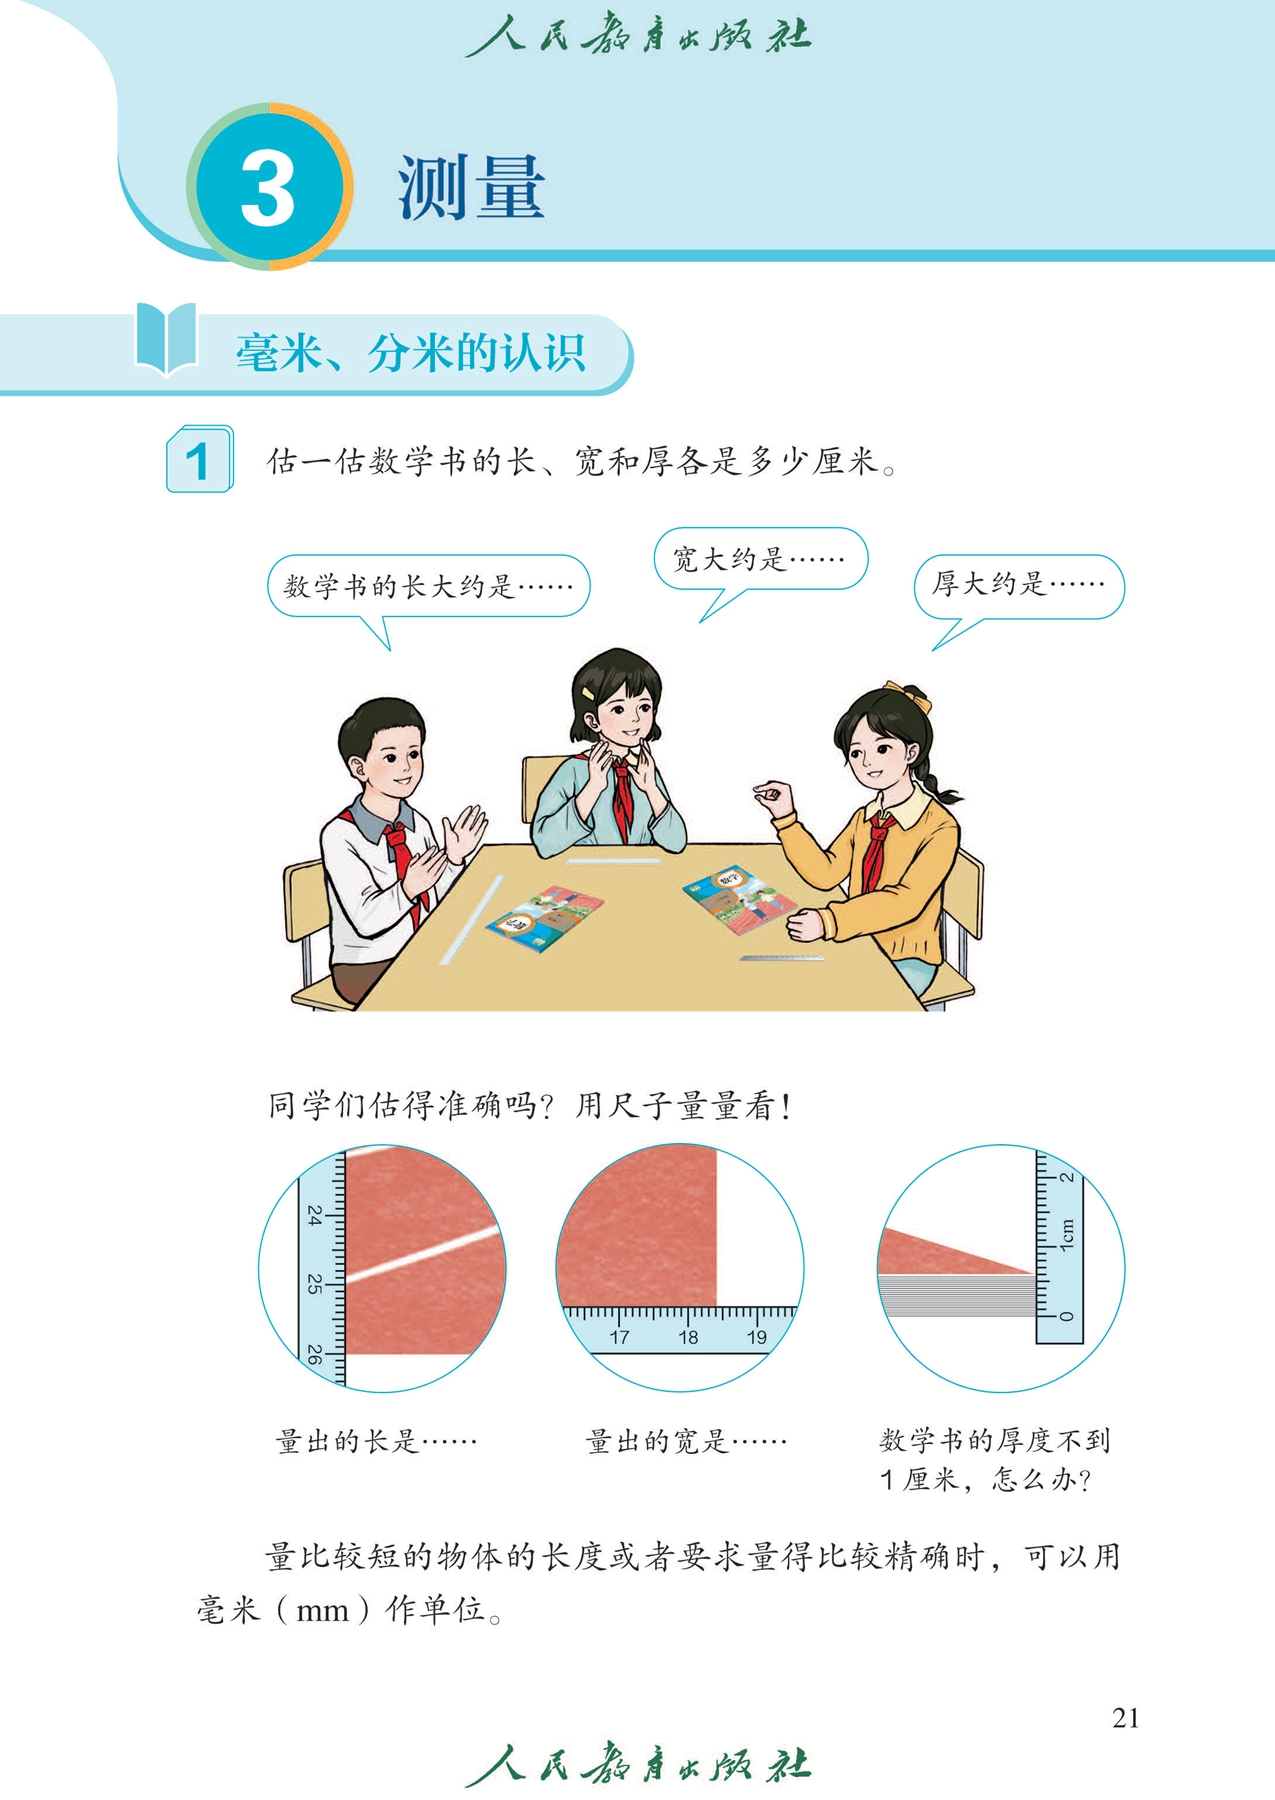 人民教育出版社
3 测量
毫米、分米的认识
1 估一估数学书的长、宽和厚各是多少厘米。
数学书的长大约是……
宽大约是……
厚大约是……
数学
数学
同学们估得准确吗？用尺子量量看！
24
25
26
17 18 19
2
1cm
0
量出的长是……
量出的宽是……
数学书的厚度不到
1厘米，怎么办？
量比较短的物体的长度或者要求量得比较精确时，可以用
毫米（mm）作单位。
21
人民教育出版社